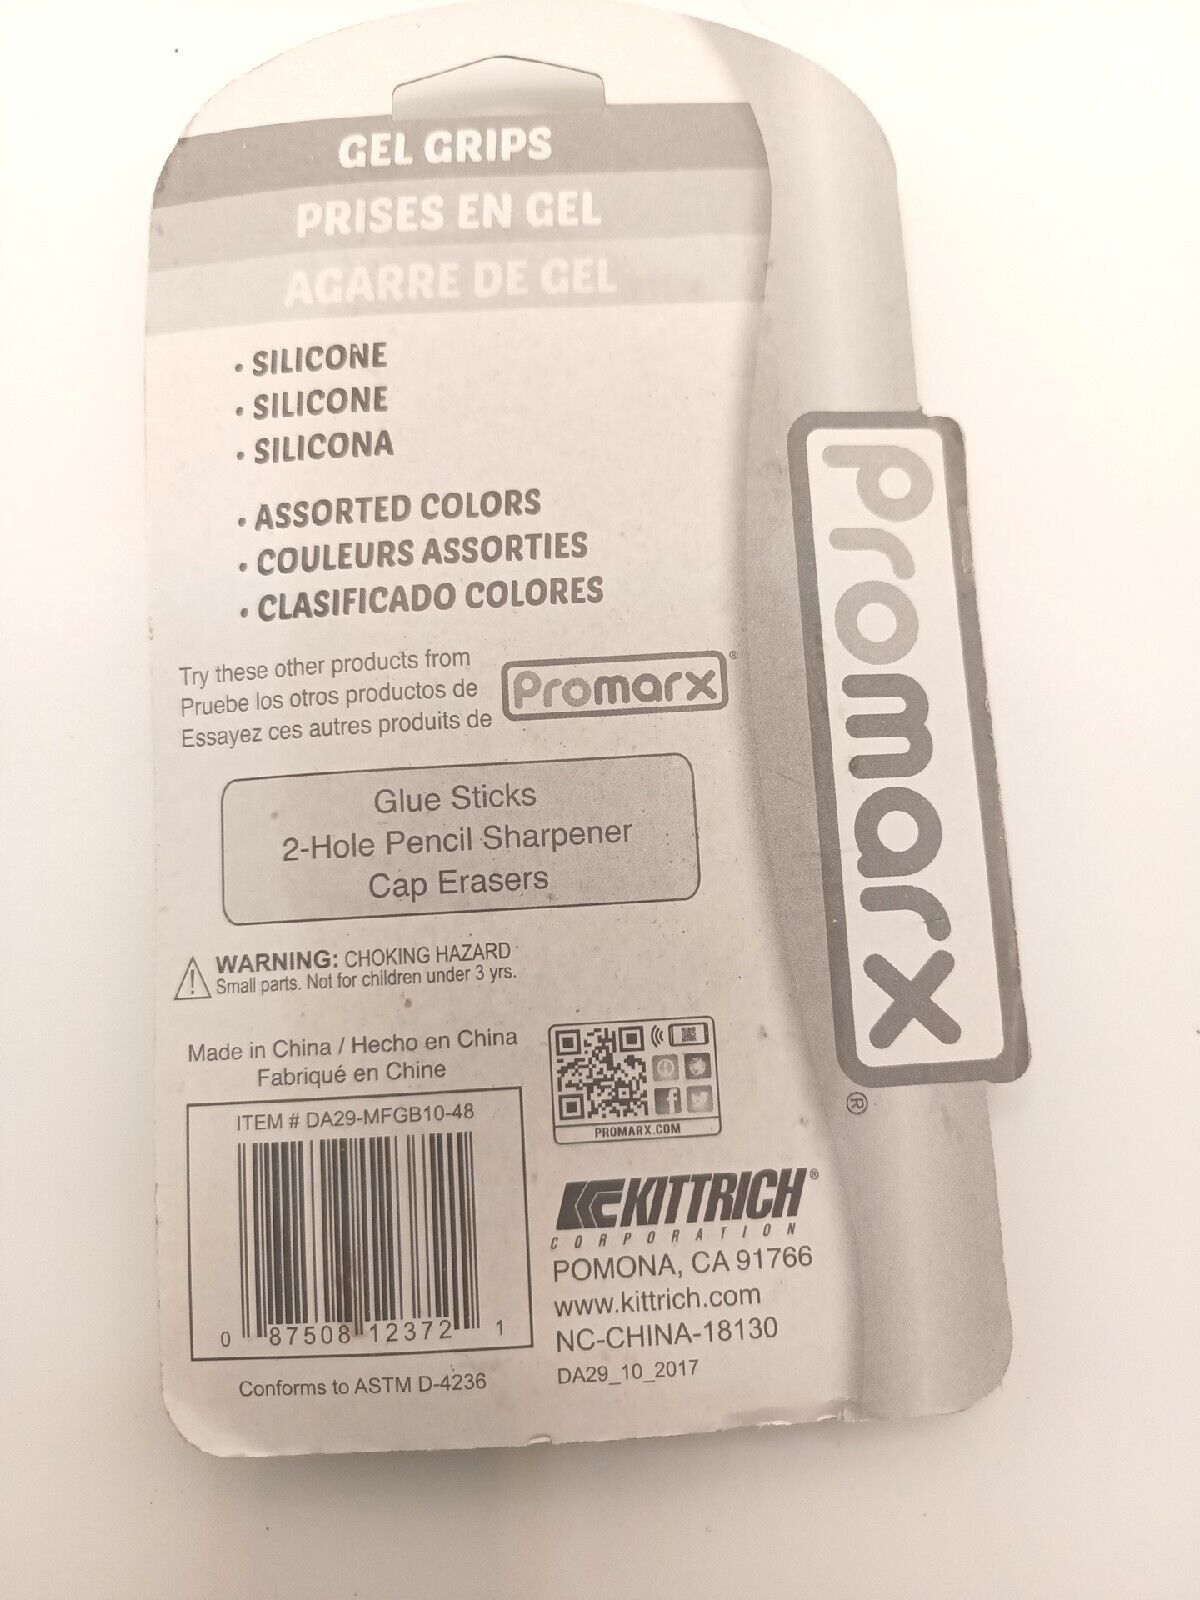 GEL GRIPS
PRISES EN GEL
AGARRE DE GEL
• SILICONE
• SILICONE
• SILICONA
• ASSORTED COLORS
• COULEURS ASSORTIES
• CLASIFICADO COLORES
Try these other products from
Pruebe los otros productos de
Essayez ces autres produits de
Promarx®
Glue Sticks
2-Hole Pencil Sharpener
Cap Erasers
WARNING: CHOKING HAZARD
Small parts. Not for children under 3 yrs.
Made in China / Hecho en China
Fabriqué en Chine
ITEM # DA29-MFGB10-48
0 87508 12372 1
Conforms to ASTM D-4236
PROMARX.COM
KITTRICH®
CORPORATION
POMONA, CA 91766
www.kittrich.com
NC-CHINA-18130
DA29_10_2017
Promarx®